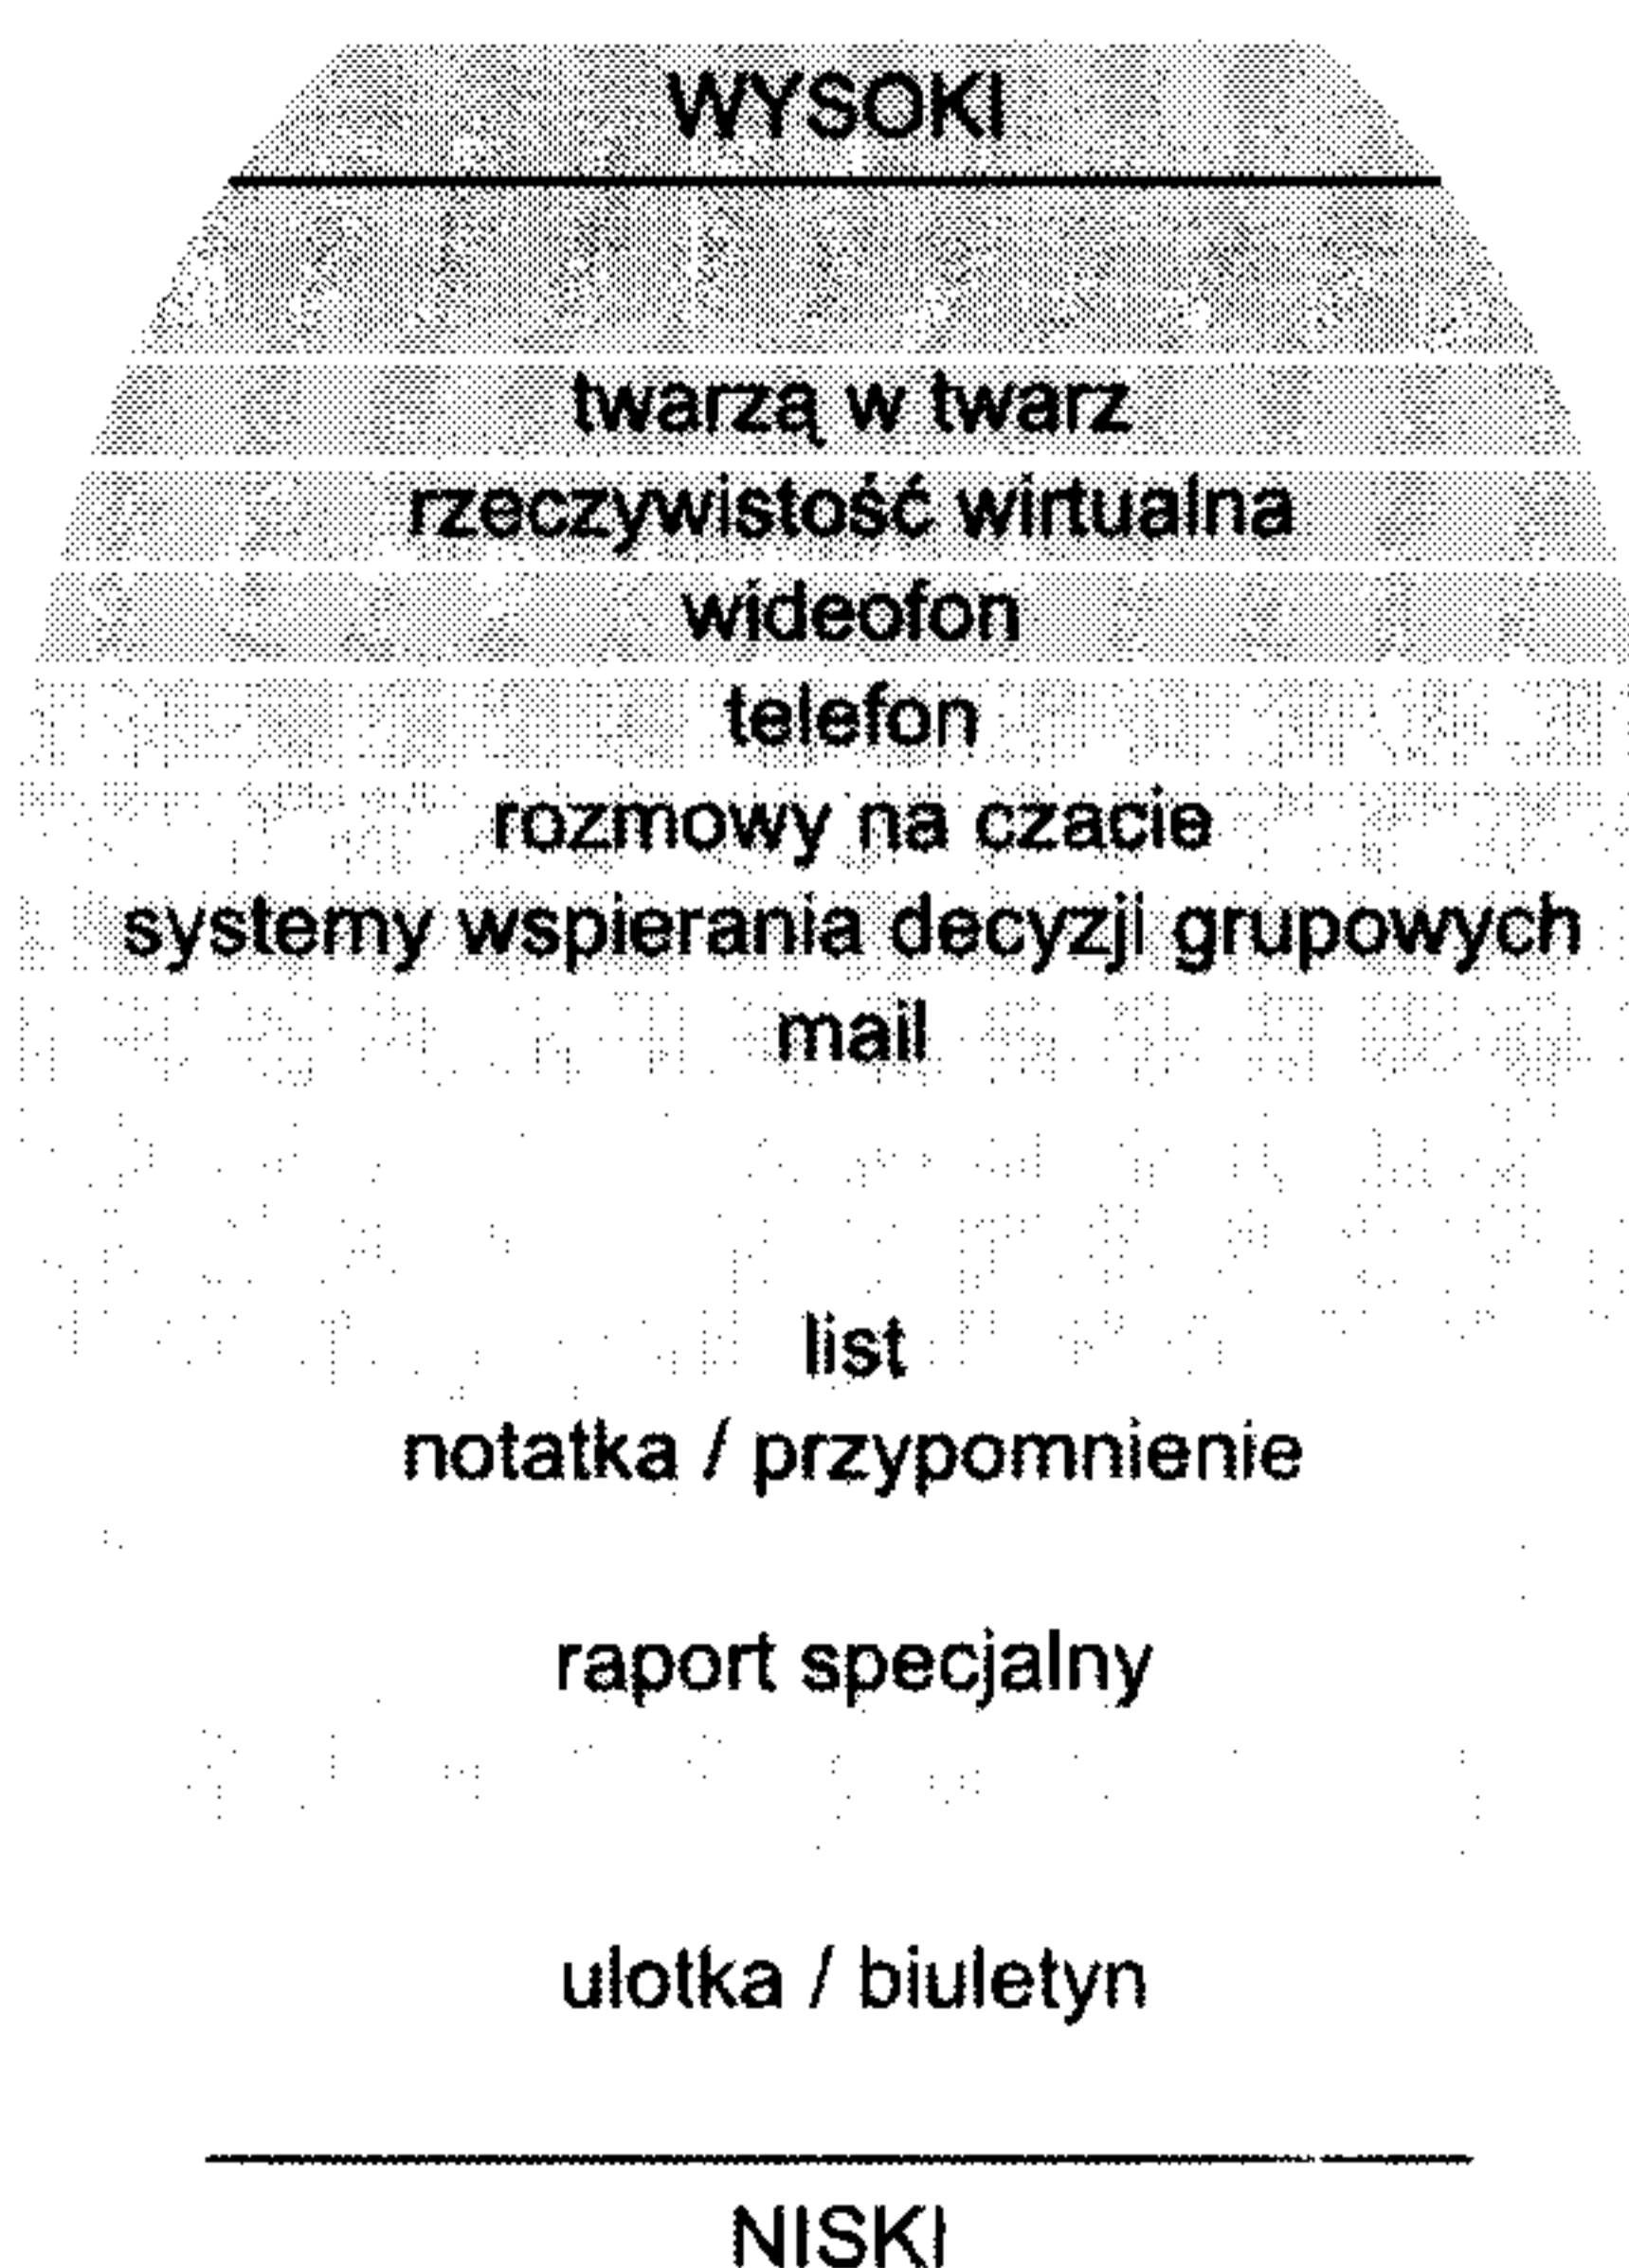 WYSOKI
twarzą w twarz
rzeczywistość wirtualna
wideofon
telefon
rozmowy na czacie
systemy wspierania decyzji grupowych
mail
list
notatka / przypomnienie
raport specjalny
ulotka / biuletyn
NISKI